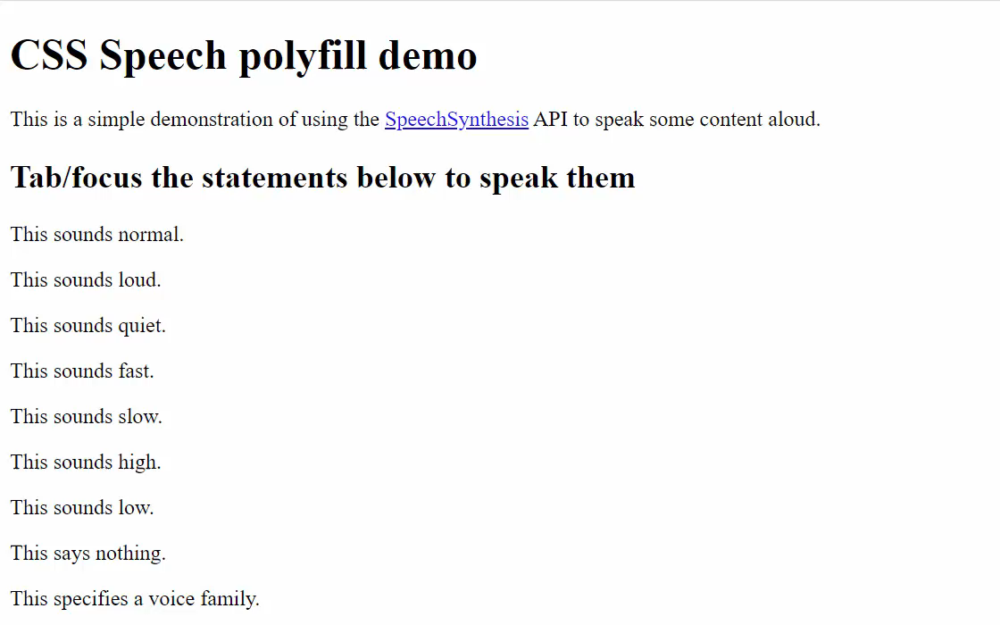 CSS Speech polyfill demo
This is a simple demonstration of using the SpeechSynthesis API to speak some content aloud.
Tab/focus the statements below to speak them
This sounds normal.
This sounds loud.
This sounds quiet.
This sounds fast.
This sounds slow.
This sounds high.
This sounds low.
This says nothing.
This specifies a voice family.